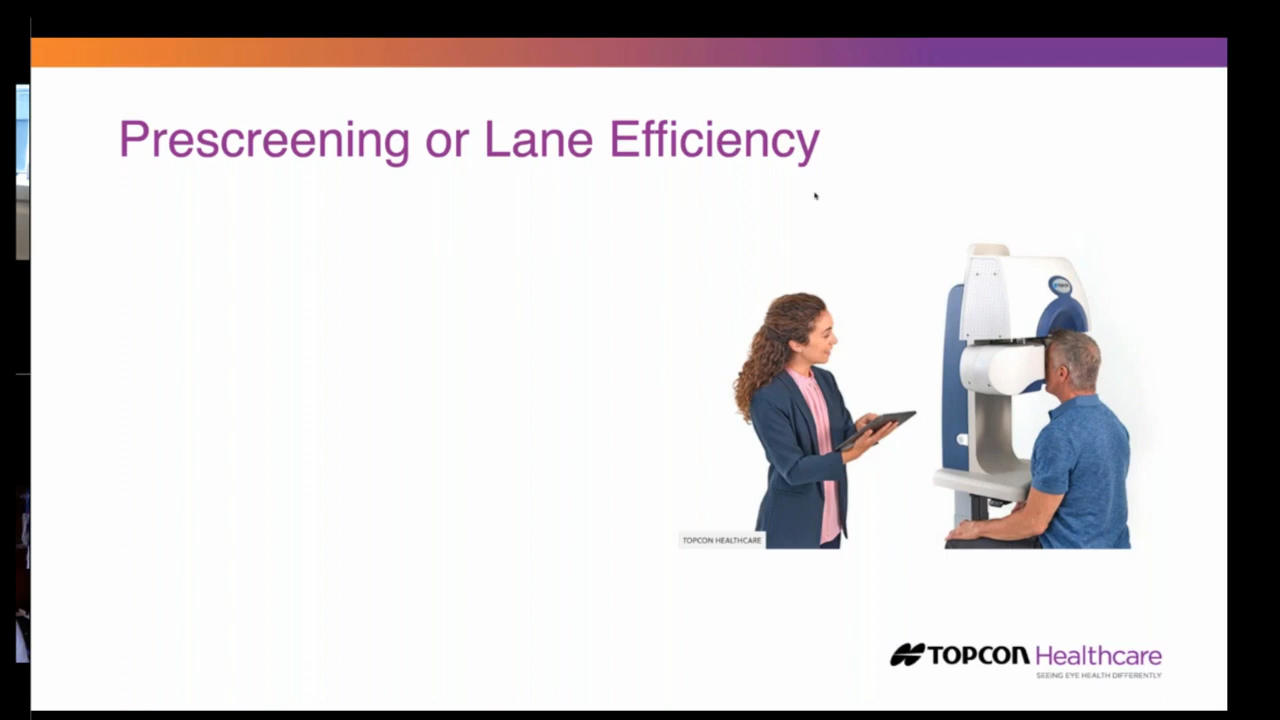 Prescreening or Lane Efficiency
TOPCON HEALTHCARE
TOPCON Healthcare
SEEING EYE HEALTH DIFFERENTLY